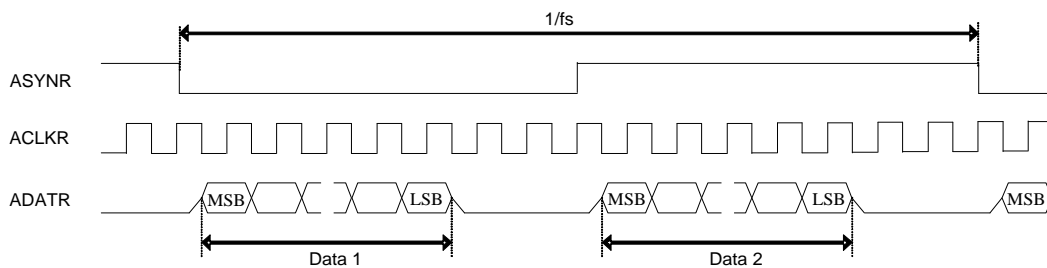 1/fs
ASYNR
ACLKR
ADATR
MSB
LSB
MSB
LSB
MSB
Data 1
Data 2